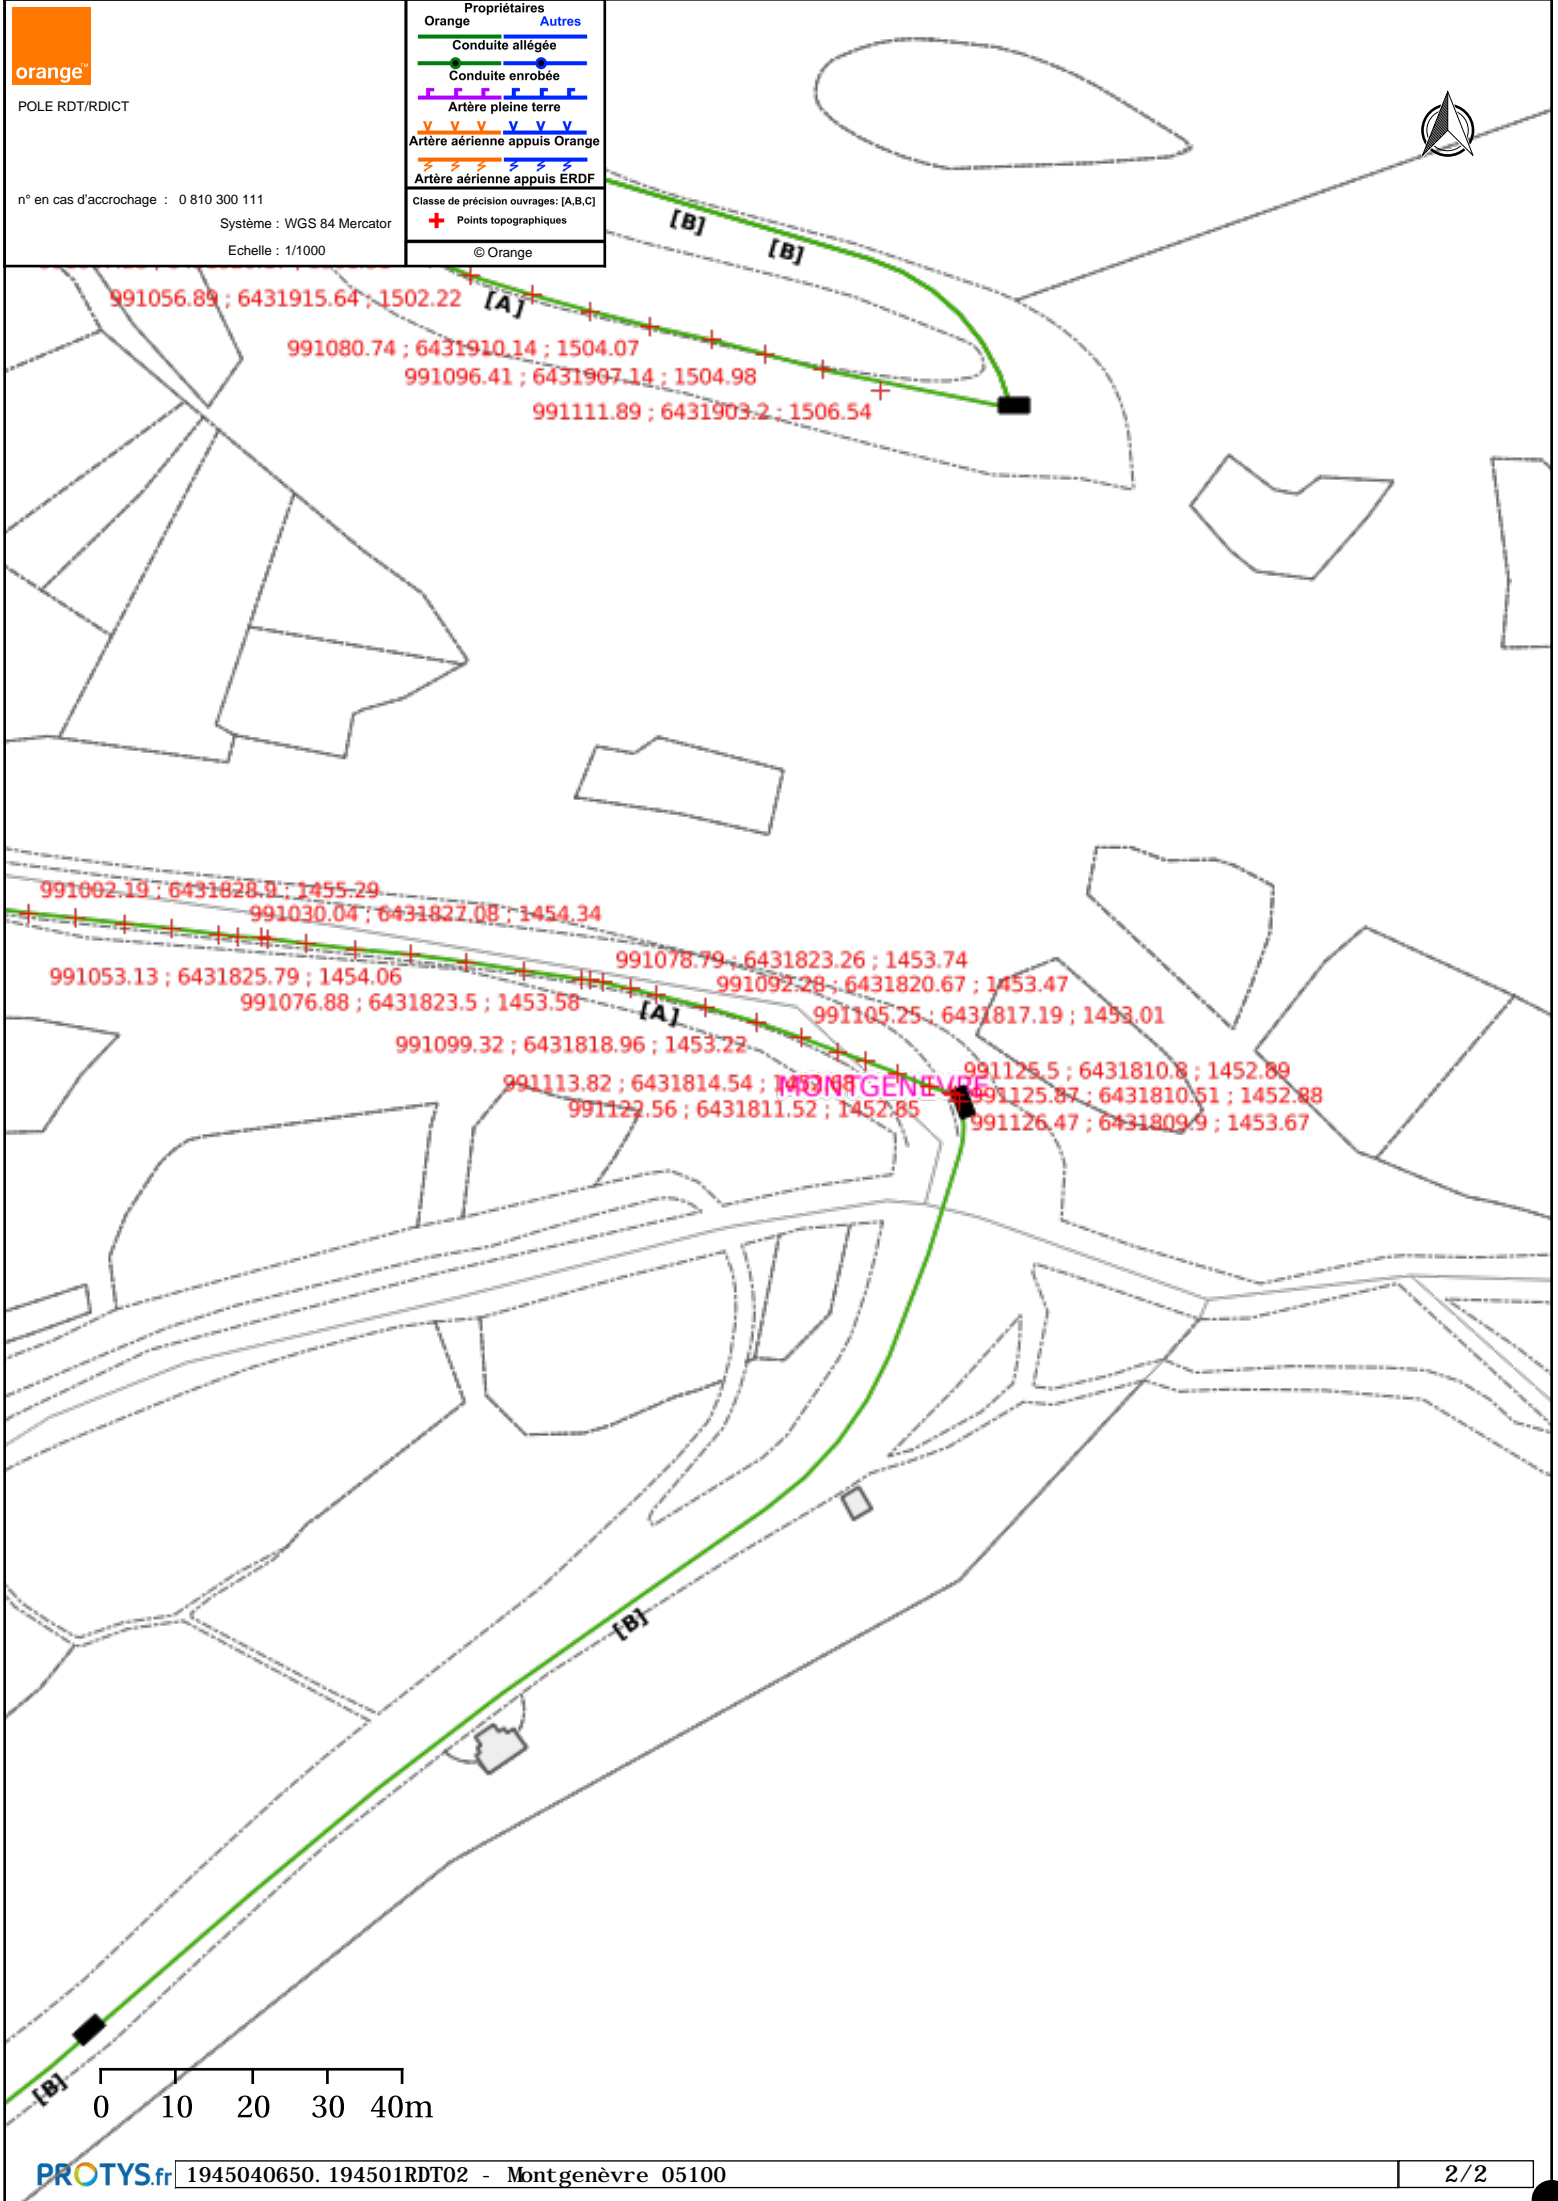 orange™
POLE RDT/RDICT
n° en cas d'accrochage : 0 810 300 111
Système : WGS 84 Mercator
Echelle : 1/1000
Propriétaires
Orange Autres
Conduite allégée
Conduite enrobée
Artère pleine terre
Artère aérienne appuis Orange
Artère aérienne appuis ERDF
Classe de précision ouvrages: [A,B,C]
Points topographiques
© Orange
[B]
[B]
[A]
991056.89 ; 6431915.64 ; 1502.22
991080.74 ; 6431910.14 ; 1504.07
991096.41 ; 6431907.14 ; 1504.98
991111.89 ; 6431903.2 ; 1506.54
991002.19 ; 6431828.9 ; 1455.29
991030.04 ; 6431827.08 ; 1454.34
991053.13 ; 6431825.79 ; 1454.06
991078.79 ; 6431823.26 ; 1453.74
991076.88 ; 6431823.5 ; 1453.58
991092.28 ; 6431820.67 ; 1453.47
[A]
991105.25 ; 6431817.19 ; 1453.01
991099.32 ; 6431818.96 ; 1453.22
991125.5 ; 6431810.8 ; 1452.89
991113.82 ; 6431814.54 ;
MONTGENEVRE
991125.87 ; 6431810.51 ; 1452.88
991122.56 ; 6431811.52 ; 1452.85
991126.47 ; 6431809.9 ; 1453.67
[B]
[B]
0 10 20 30 40m
PROTYS.fr
1945040650.194501RDT02 - Montgenèvre 05100
2/2